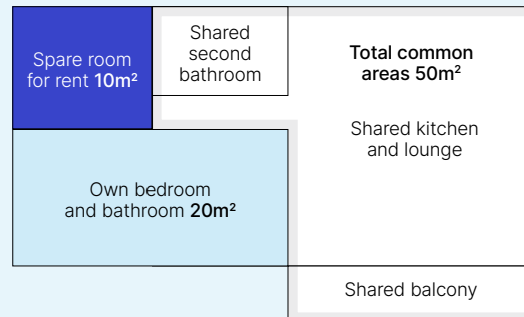 Spare room
for rent 10m²
Shared
second
bathroom
Total common
areas 50m²
Shared kitchen
and lounge
Own bedroom
and bathroom 20m²
Shared balcony